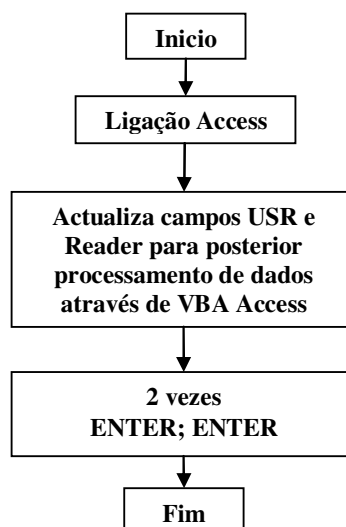 Inicio
Ligação Access
Actualiza campos USR e
Reader para posterior
processamento de dados
através de VBA Access
2 vezes
ENTER; ENTER
Fim